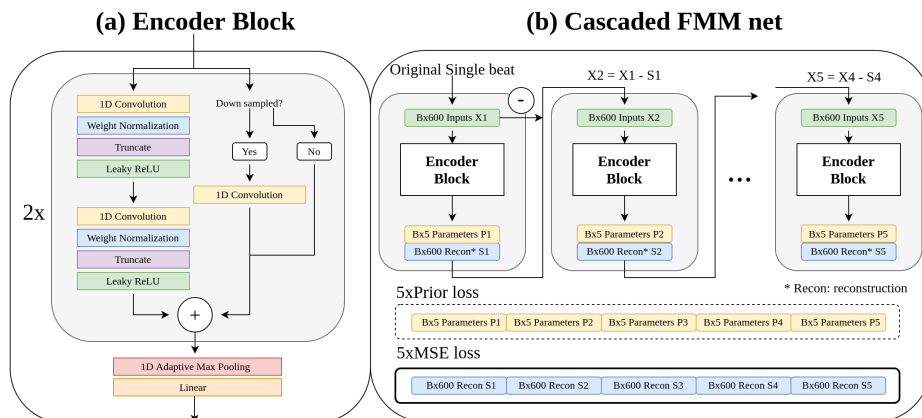 (a) Encoder Block
1D Convolution
Weight Normalization
Truncate
Leaky ReLU
1D Convolution
Weight Normalization
Truncate
Leaky ReLU
Down sampled?
Yes
No
1D Convolution
2x
+
1D Adaptive Max Pooling
Linear
(b) Cascaded FMM net
Original Single beat
-
X2 = X1 - S1
X5 = X4 - S4
Bx600 Inputs X1
Encoder
Block
Bx5 Parameters P1
Bx600 Recon* S1
Bx600 Inputs X2
Encoder
Block
Bx5 Parameters P2
Bx600 Recon* S2
...
Bx600 Inputs X5
Encoder
Block
Bx5 Parameters P5
Bx600 Recon* S5
* Recon: reconstruction
5xPrior loss
Bx5 Parameters P1 Bx5 Parameters P2 Bx5 Parameters P3 Bx5 Parameters P4 Bx5 Parameters P5
5xMSE loss
Bx600 Recon S1 Bx600 Recon S2 Bx600 Recon S3 Bx600 Recon S4 Bx600 Recon S5